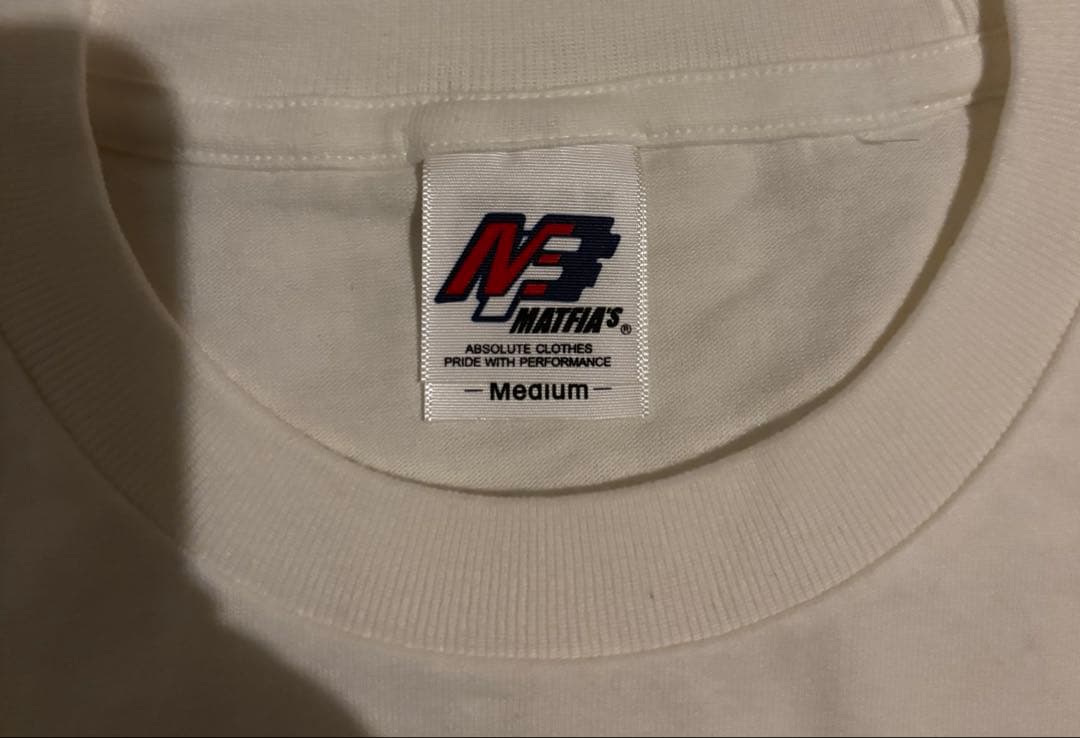 MATFIA'S®
ABSOLUTE CLOTHES
PRIDE WITH PERFORMANCE
-Medium-